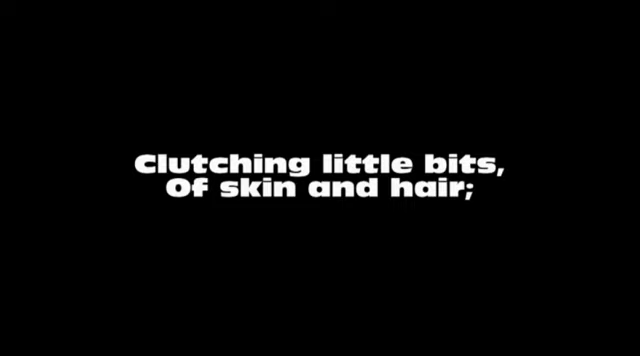 Clutching little bits,
Of skin and hair;